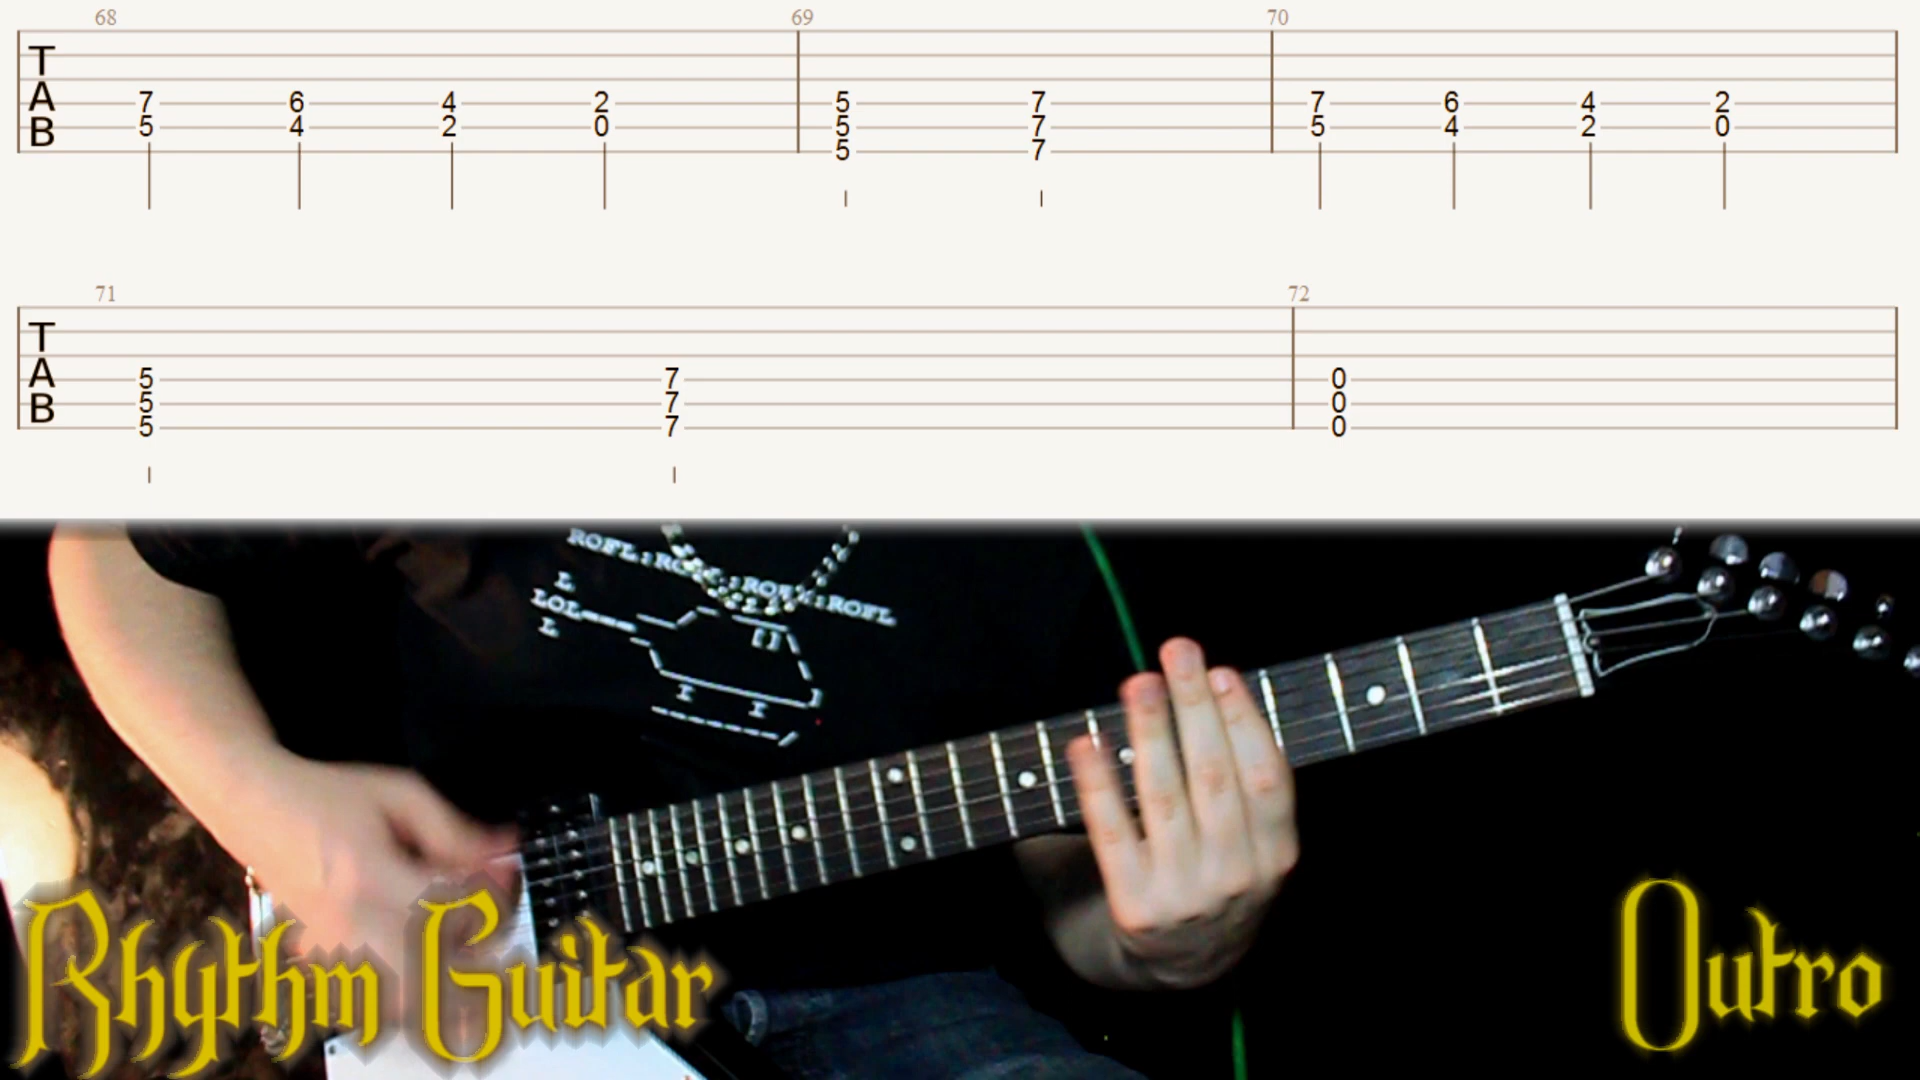 68 69 70
T
A
B
7 6 4 2 5 7 7 6 4 2
5 4 2 0 5 7 5 4 2 0
5 7
71 72
T
A
B
5 7 0
5 7 0
5 7 0
ROFL:ROFL:ROFL:ROFL
L
LOL
L
[]
]
I I
Rhythm Guitar
Outro